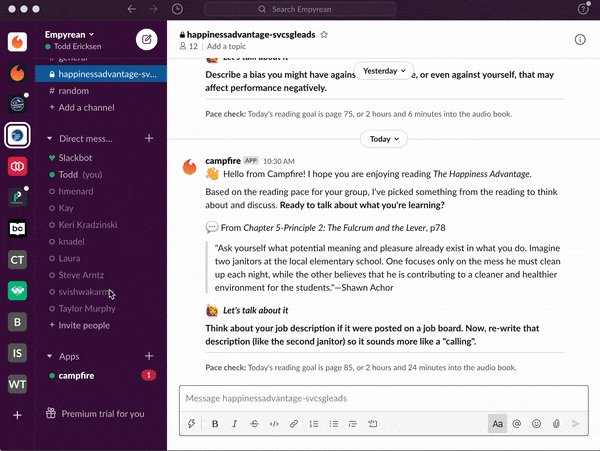 Search Empyrean
Empyrean
Todd Ericksen
# general
happinessadvantage-sv...
# random
+ Add a channel
Direct mess...
Slackbot
Todd (you)
hmenard
Kay
Keri Kradzinski
knadel
Laura
Steve Arntz
svishwakarm
Taylor Murphy
+ Invite people
Apps
campfire 1
Premium trial for you
bc
CT
B
IS
WT
happinessadvantage-svcsgleads
12 | Add a topic
Let's talk about it
Yesterday
Describe a bias you might have agains e, or even against yourself, that may
affect performance negatively.
Pace check: Today's reading goal is page 75, or 2 hours and 6 minutes into the audio book.
Today
campfire APP 10:30 AM
Hello from Campfire! I hope you are enjoying reading The Happiness Advantage.
Based on the reading pace for your group, I've picked something from the reading to think
about and discuss. Ready to talk about what you're learning?
From Chapter 5-Principle 2: The Fulcrum and the Lever, p78
"Ask yourself what potential meaning and pleasure already exist in what you do. Imagine
two janitors at the local elementary school. One focuses only on the mess he must clean
up each night, while the other believes that he is contributing to a cleaner and healthier
environment for the students."—Shawn Achor
Let's talk about it
Think about your job description if it were posted on a job board. Now, re-write that
description (like the second janitor) so it sounds more like a "calling".
Pace check: Today's reading goal is page 85, or 2 hours and 24 minutes into the audio book.
Message happinessadvantage-svcsgleads
B I S </> Aa @